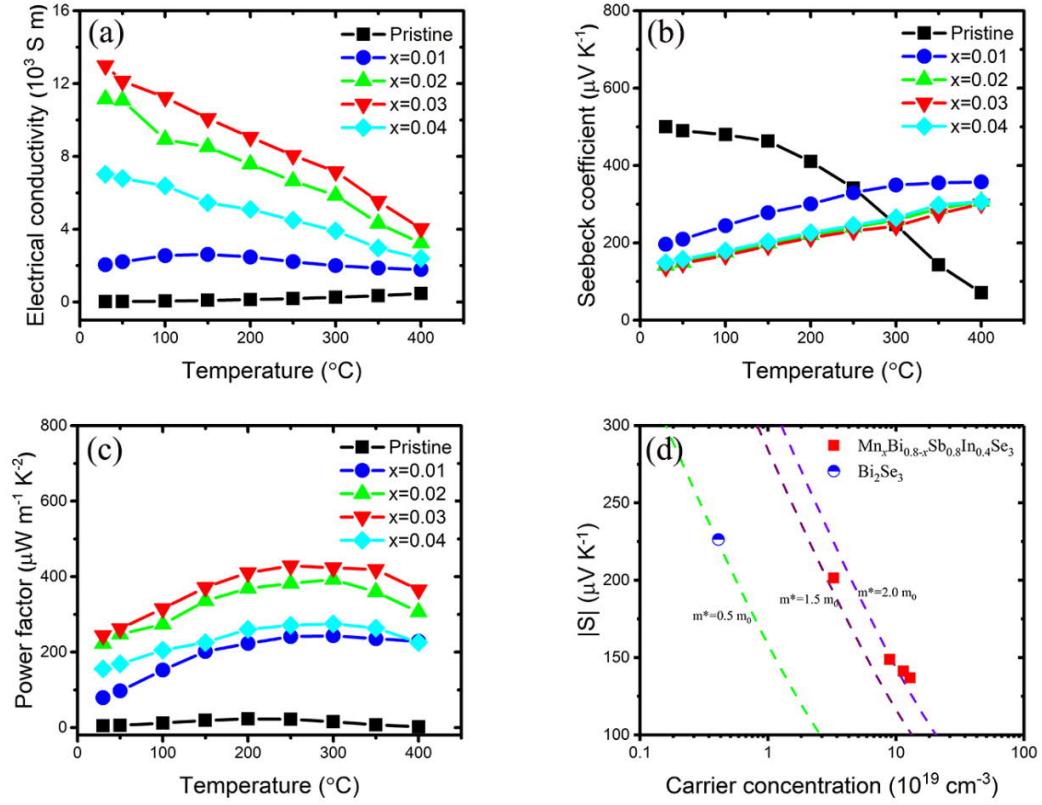 (a)
Pristine
x=0.01
x=0.02
x=0.03
x=0.04
16
12
8
4
0
Electrical conductivity (10³ S m)
0 100 200 300 400
Temperature (°C)
(b)
Pristine
x=0.01
x=0.02
x=0.03
x=0.04
800
600
400
200
0
Seebeck coefficient (μV K⁻¹)
0 100 200 300 400
Temperature (°C)
(c)
Pristine
x=0.01
x=0.02
x=0.03
x=0.04
800
600
400
200
0
Power factor (μW m⁻¹ K⁻²)
0 100 200 300 400
Temperature (°C)
(d)
MnₓBi₀.₈₋ₓSb₀.₈In₀.₄Se₃
Bi₂Se₃
300
250
200
150
100
|S| (μV K⁻¹)
m*=0.5 m₀
m*=1.5 m₀
m*=2.0 m₀
0.1 1 10 100
Carrier concentration (10¹⁹ cm⁻³)